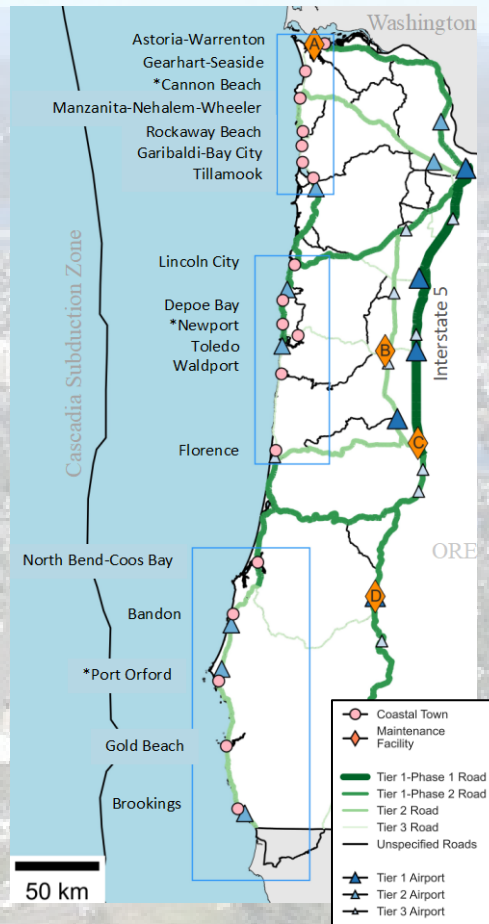 Washington
Astoria-Warrenton
A
Gearhart-Seaside
*Cannon Beach
Manzanita-Nehalem-Wheeler
Rockaway Beach
Garibaldi-Bay City
Tillamook
Cascadia Subduction Zone
Lincoln City
Interstate 5
Depoe Bay
*Newport
Toledo
B
Waldport
Florence
C
ORE
North Bend-Coos Bay
D
Bandon
*Port Orford
Gold Beach
Brookings
50 km
Coastal Town
Maintenance
Facility
Tier 1-Phase 1 Road
Tier 1-Phase 2 Road
Tier 2 Road
Tier 3 Road
Unspecified Roads
Tier 1 Airport
Tier 2 Airport
Tier 3 Airport